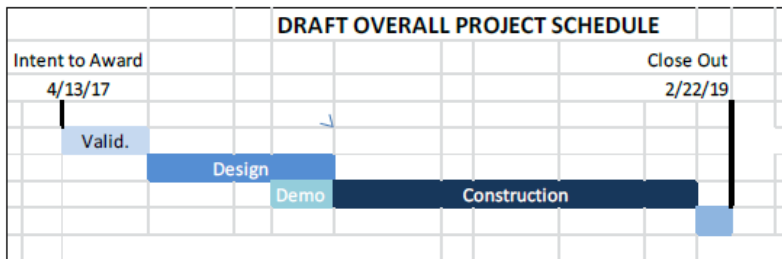 DRAFT OVERALL PROJECT SCHEDULE
Intent to Award
Close Out
4/13/17
2/22/19
Valid.
Design
Demo
Construction